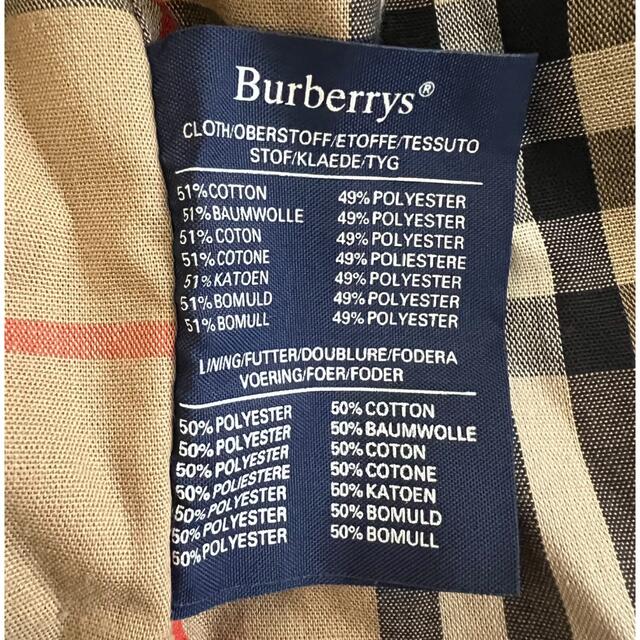 Burberrys®
CLOTH/OBERSTOFF/ETOFFE/TESSUTO
STOF/KLAEDE/TYG
51% COTTON 49% POLYESTER
51% BAUMWOLLE 49% POLYESTER
51% COTON 49% POLYESTER
51% COTONE 49% POLIESTERE
51% KATOEN 49% POLYESTER
51% BOMULD 49% POLYESTER
51% BOMULL 49% POLYESTER
LINING/FUTTER/DOUBLURE/FODERA
VOERING/FOER/FODER
50% POLYESTER 50% COTTON
50% POLYESTER 50% BAUMWOLLE
50% POLYESTER 50% COTON
50% POLIESTERE 50% COTONE
50% POLYESTER 50% KATOEN
50% POLYESTER 50% BOMULD
50% POLYESTER 50% BOMULL